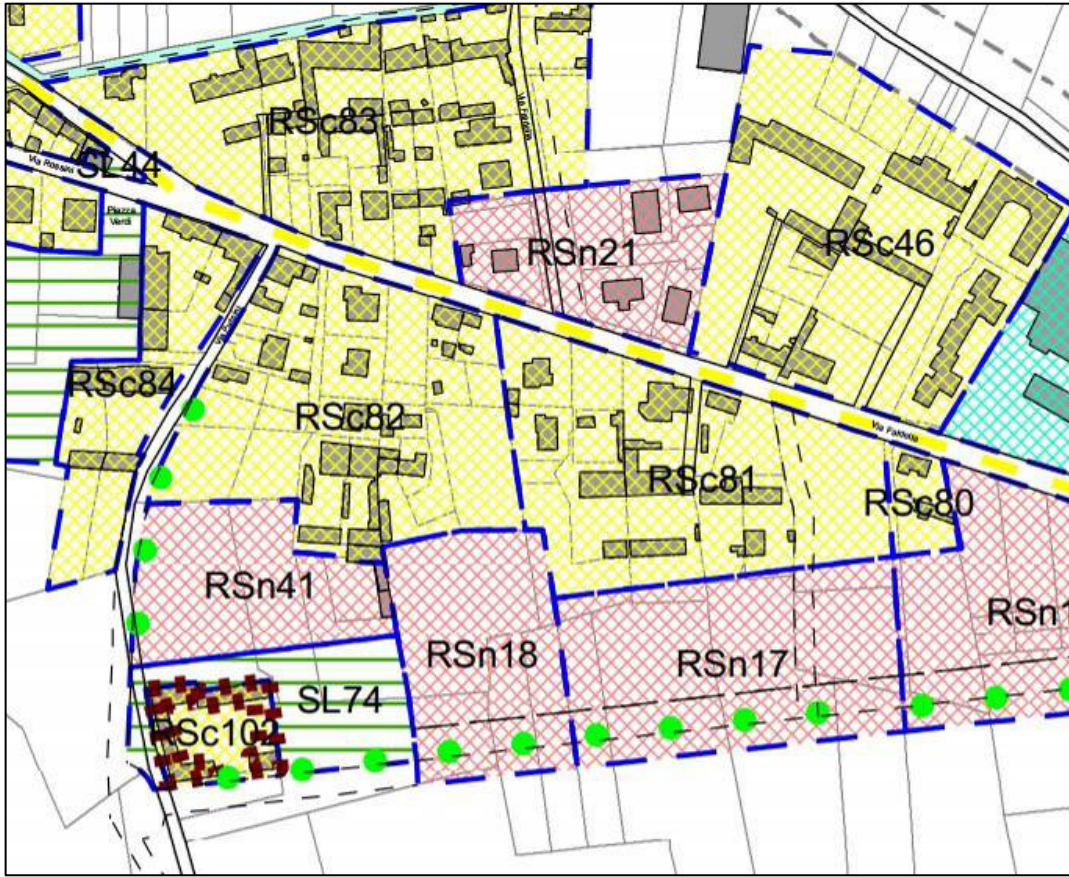 RSc83
Via Rossini
SL44
Piazza
Verdi
RSn21
RSc46
RSc84
RSc82
Via Faldella
RSc81
RSc80
RSn41
RSn18
RSn17
RSn1
SL74
RSc102